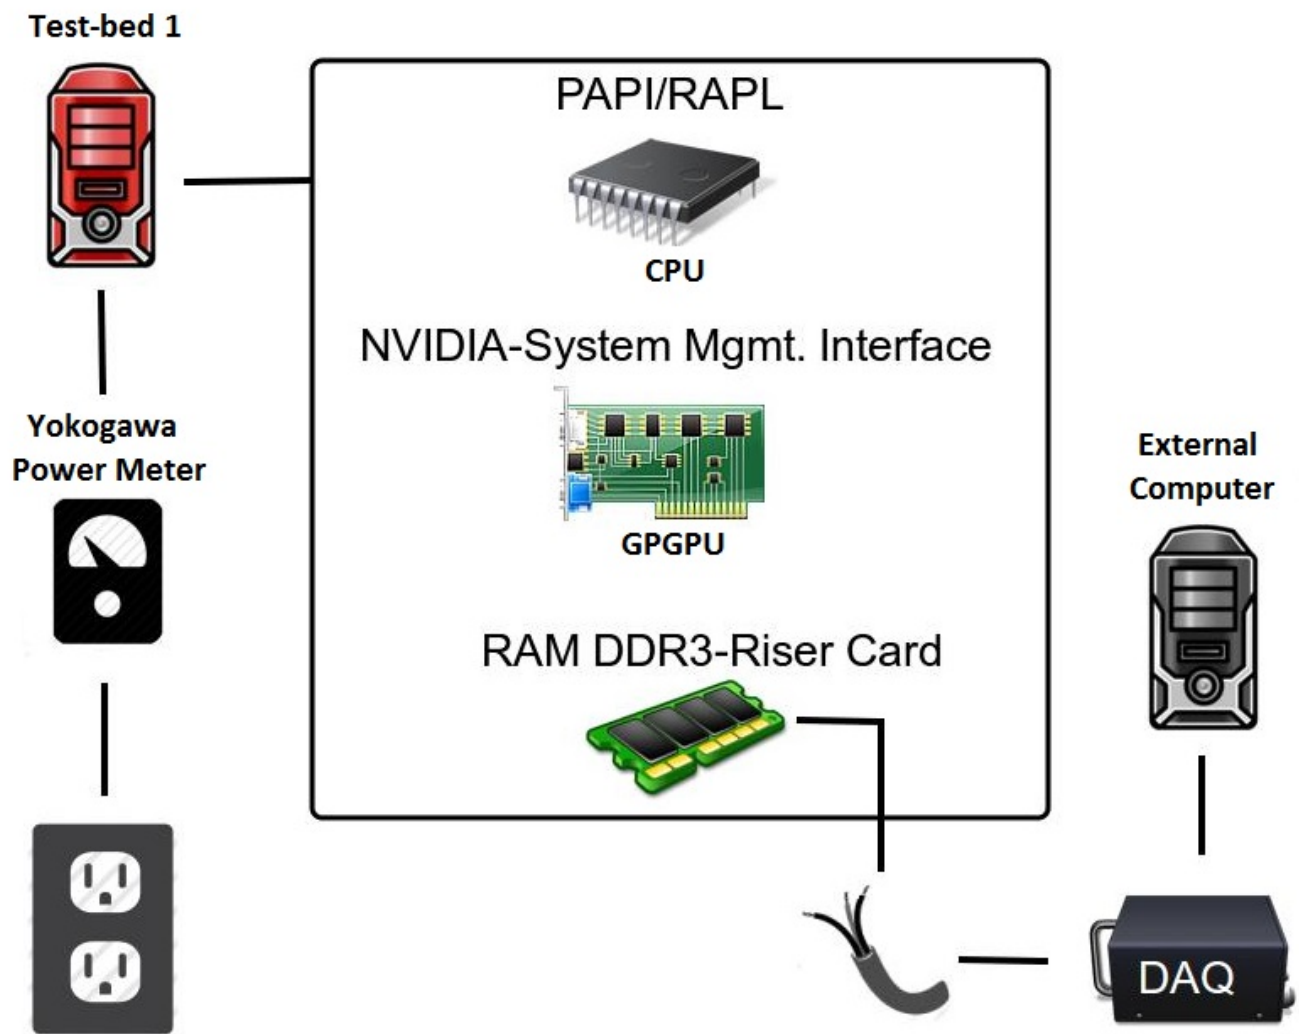 Test-bed 1
PAPI/RAPL
CPU
NVIDIA-System Mgmt. Interface
GPGPU
RAM DDR3-Riser Card
Yokogawa
Power Meter
External
Computer
DAQ